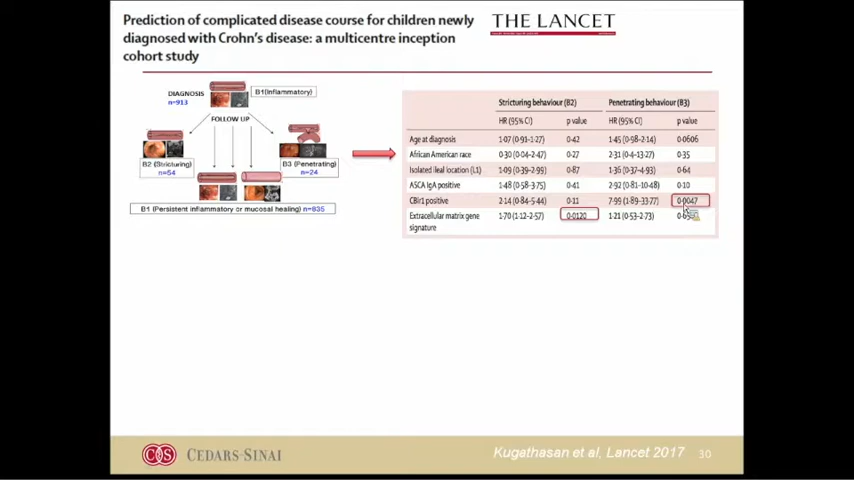 Prediction of complicated disease course for children newly
diagnosed with Crohn's disease: a multicentre inception
cohort study
THE LANCET
DIAGNOSIS
n=913
B1(Inflammatory)
FOLLOW UP
B2 (Stricturing)
n=54
B3 (Penetrating)
n=24
B1 (Persistent inflammatory or mucosal healing) n=835
Stricturing behaviour (B2) Penetrating behaviour (B3)
HR (95% CI) p value HR (95% CI) p value
Age at diagnosis 1·07 (0·91-1·27) 0·42 1·45 (0·98-2·14) 0·0606
African American race 0·30 (0·04-2·47) 0·27 2·31 (0·4-13·27) 0·35
Isolated ileal location (L1) 1·09 (0·39-2·99) 0·87 1·36 (0·37-4·93) 0·64
ASCA IgA positive 1·48 (0·58-3·75) 0·41 2·92 (0·81-10·48) 0·10
CBir1 positive 2·14 (0·84-5·44) 0·11 7·99 (1·89-33·77) 0·0047
Extracellular matrix gene 1·70 (1·12-2·57) 0·0120 1·21 (0·53-2·73)
signature
CEDARS-SINAI
Kugathasan et al, Lancet 2017 30